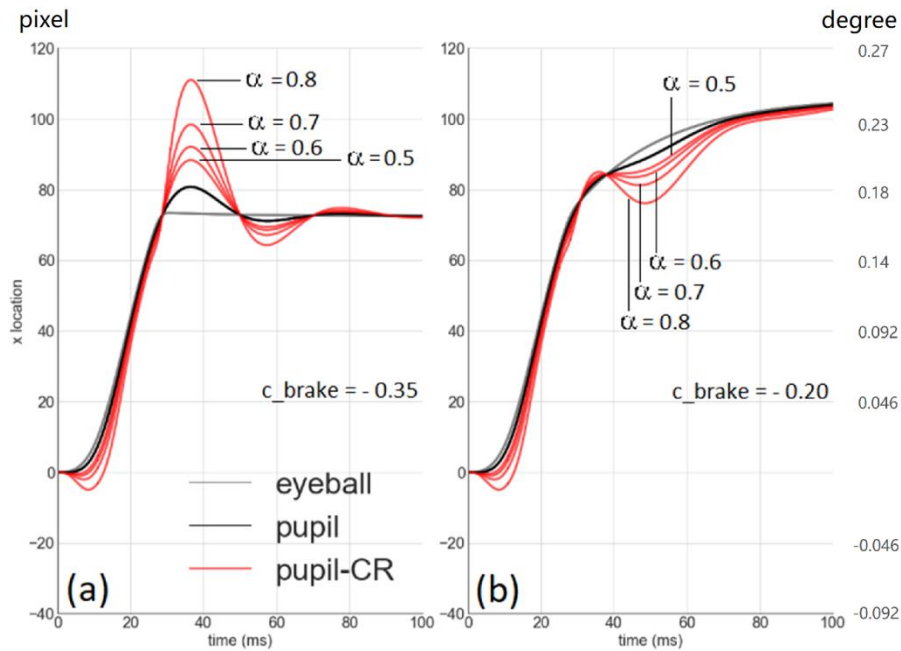 pixel
degree
120
100
80
60
40
20
0
−20
−40
x location
α = 0.8
α = 0.7
α = 0.6
α = 0.5
c_brake = - 0.35
eyeball
pupil
pupil-CR
(a)
0 20 40 60 80 100
time (ms)
120
100
80
60
40
20
0
−20
−40
α = 0.5
α = 0.6
α = 0.7
α = 0.8
c_brake = - 0.20
(b)
0 20 40 60 80 100
time (ms)
0.27
0.23
0.18
0.14
0.092
0.046
-0.046
-0.092